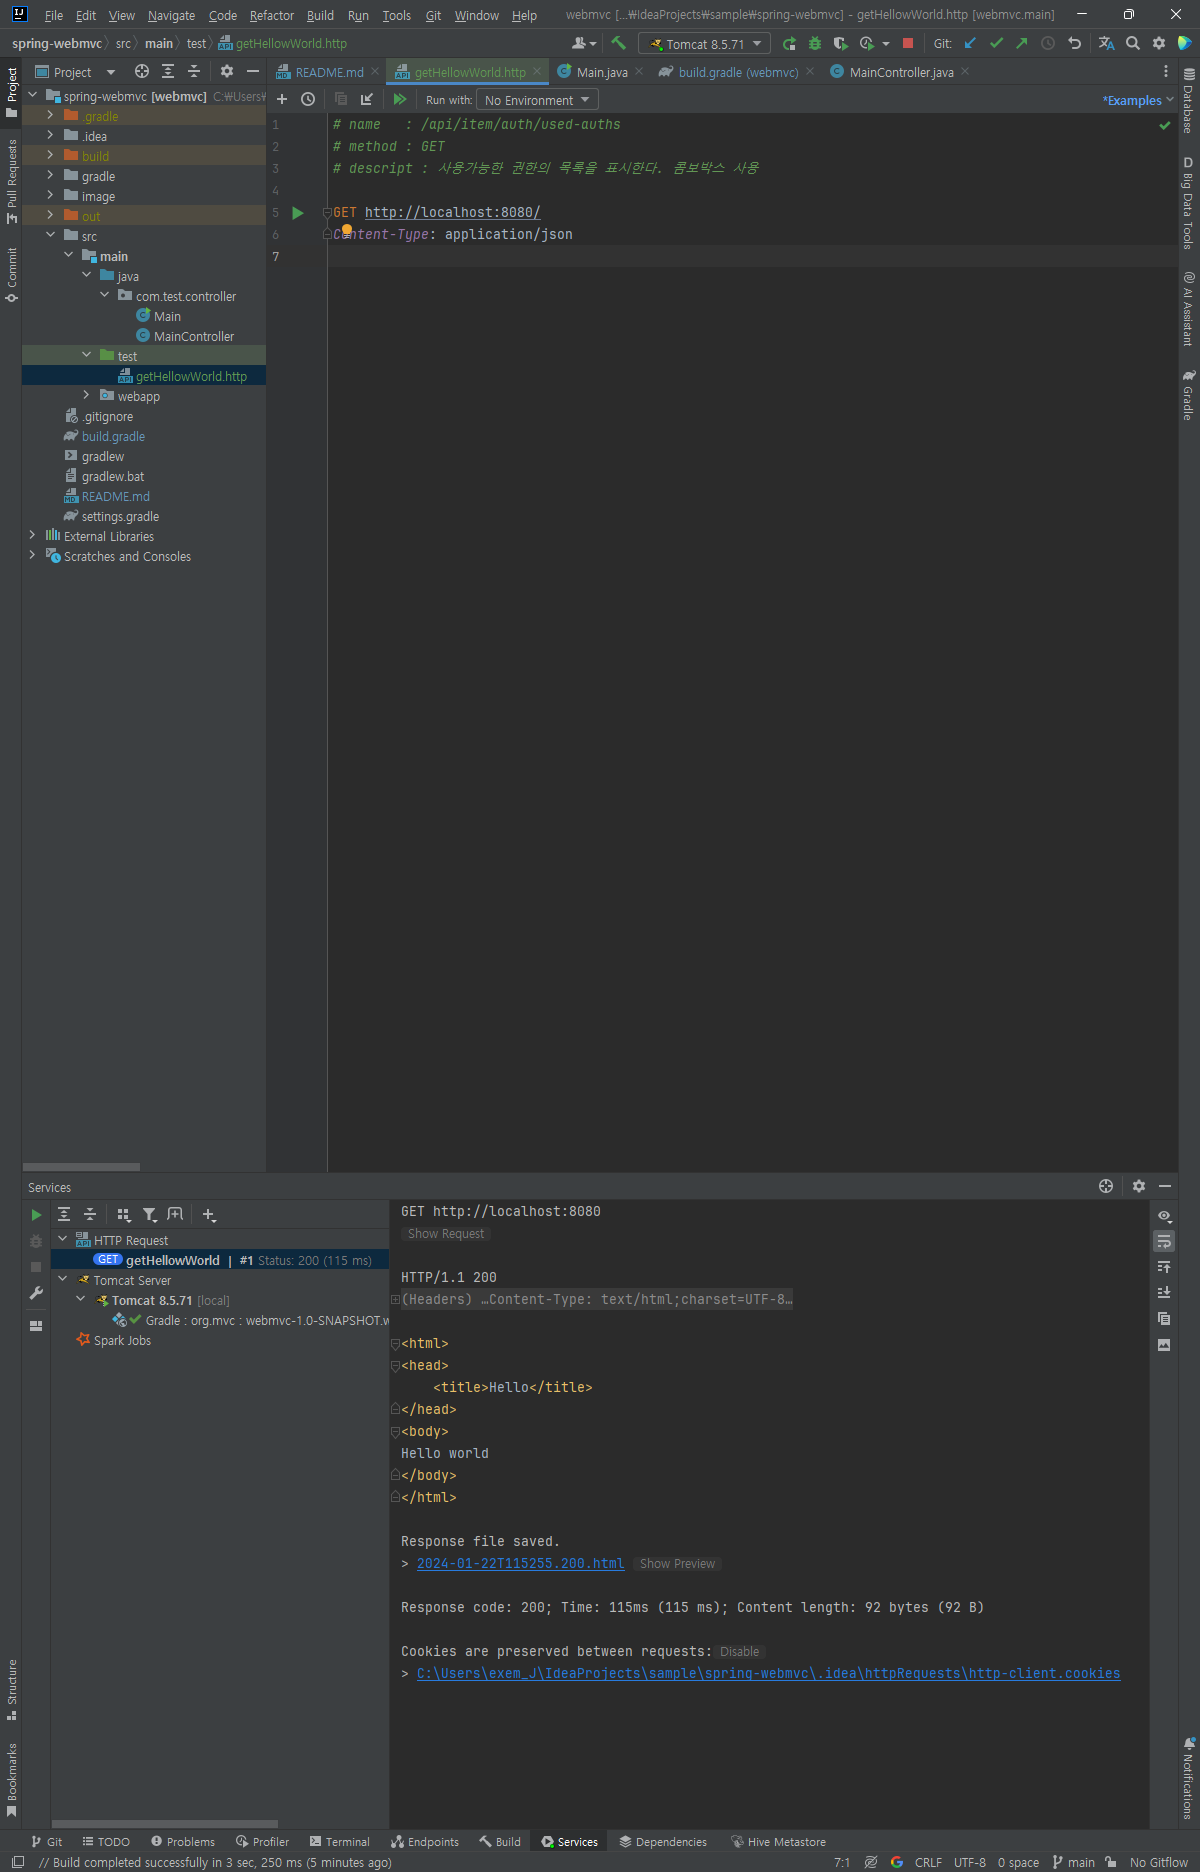 File Edit View Navigate Code Refactor Build Run Tools Git Window Help webmvc [...₩IdeaProjects₩sample₩spring-webmvc] - getHellowWorld.http [webmvc.main]
spring-webmvc src main test getHellowWorld.http Tomcat 8.5.71 Git:
Project
Pull Requests
Commit
Structure
Bookmarks
Project
spring-webmvc [webmvc] C:₩Users₩
.gradle
.idea
build
gradle
image
out
src
main
java
com.test.controller
Main
MainController
test
getHellowWorld.http
webapp
.gitignore
build.gradle
gradlew
gradlew.bat
README.md
settings.gradle
External Libraries
Scratches and Consoles
README.md getHellowWorld.http Main.java build.gradle (webmvc) MainController.java
Run with: No Environment *Examples
1 # name   : /api/item/auth/used-auths
2 # method : GET
3 # descript : 사용가능한 권한의 목록을 표시한다. 콤보박스 사용
4
5 GET http://localhost:8080/
6 Content-Type: application/json
7
Database
Big Data Tools
AI Assistant
Gradle
Notifications
Services
HTTP Request
GET getHellowWorld | #1 Status: 200 (115 ms)
Tomcat Server
Tomcat 8.5.71 [local]
Gradle : org.mvc : webmvc-1.0-SNAPSHOT.w
Spark Jobs
GET http://localhost:8080
Show Request
HTTP/1.1 200
(Headers) …Content-Type: text/html;charset=UTF-8…
<html>
<head>
    <title>Hello</title>
</head>
<body>
Hello world
</body>
</html>
Response file saved.
> 2024-01-22T115255.200.html Show Preview
Response code: 200; Time: 115ms (115 ms); Content length: 92 bytes (92 B)
Cookies are preserved between requests: Disable
> C:\Users\exem_J\IdeaProjects\sample\spring-webmvc\.idea\httpRequests\http-client.cookies
Git TODO Problems Profiler Terminal Endpoints Build Services Dependencies Hive Metastore
// Build completed successfully in 3 sec, 250 ms (5 minutes ago) 7:1 CRLF UTF-8 0 space main No Gitflow